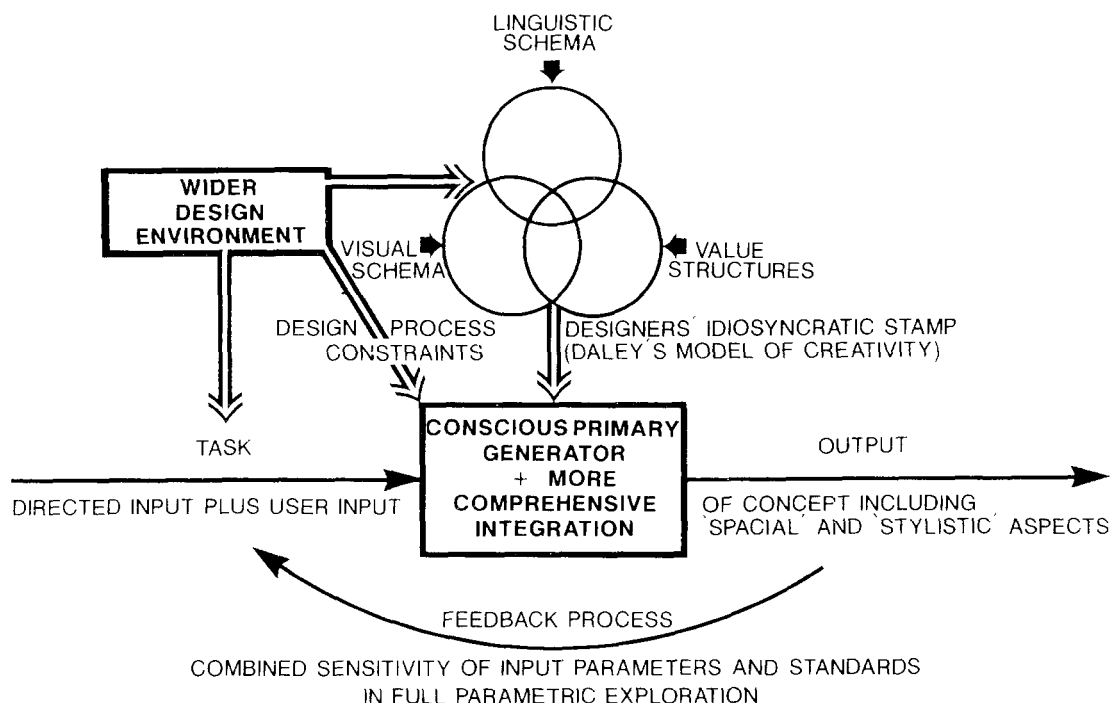 LINGUISTIC
SCHEMA
WIDER
DESIGN
ENVIRONMENT
VISUAL
SCHEMA
VALUE
STRUCTURES
DESIGN PROCESS
CONSTRAINTS
DESIGNERS' IDIOSYNCRATIC STAMP
(DALEY'S MODEL OF CREATIVITY)
TASK
DIRECTED INPUT PLUS USER INPUT
CONSCIOUS PRIMARY
GENERATOR
+ MORE
COMPREHENSIVE
INTEGRATION
OUTPUT
OF CONCEPT INCLUDING
'SPACIAL' AND 'STYLISTIC' ASPECTS
FEEDBACK PROCESS
COMBINED SENSITIVITY OF INPUT PARAMETERS AND STANDARDS
IN FULL PARAMETRIC EXPLORATION